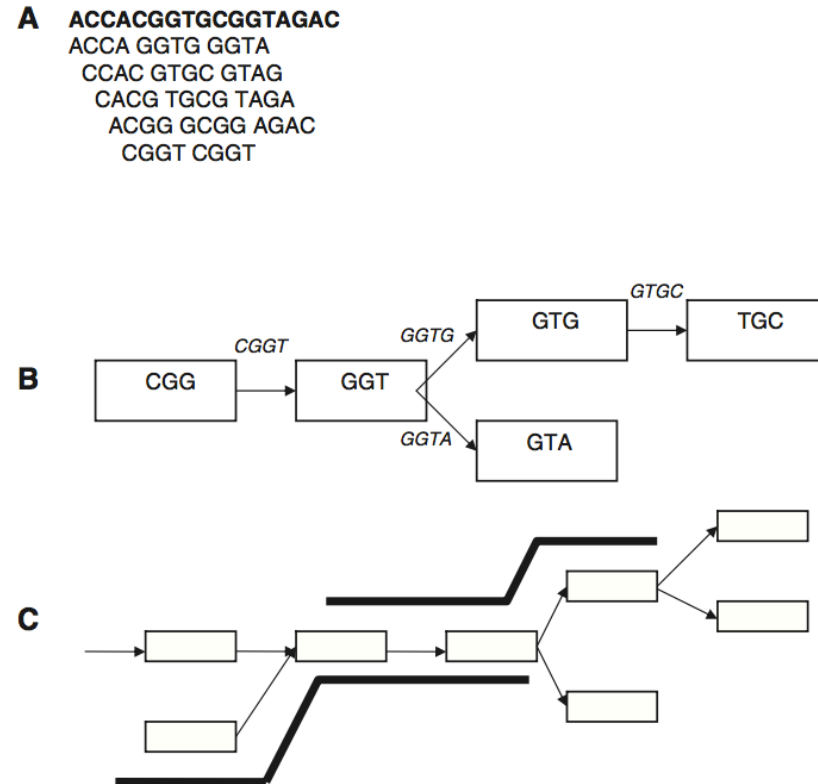 A ACCACGGTGCGGTAGAC
ACCA GGTG GGTA
CCAC GTGC GTAG
CACG TGCG TAGA
ACGG GCGG AGAC
CGGT CGGT
GTGC
GTG TGC
CGGT GGTG
B CGG GGT
GGTA GTA
C